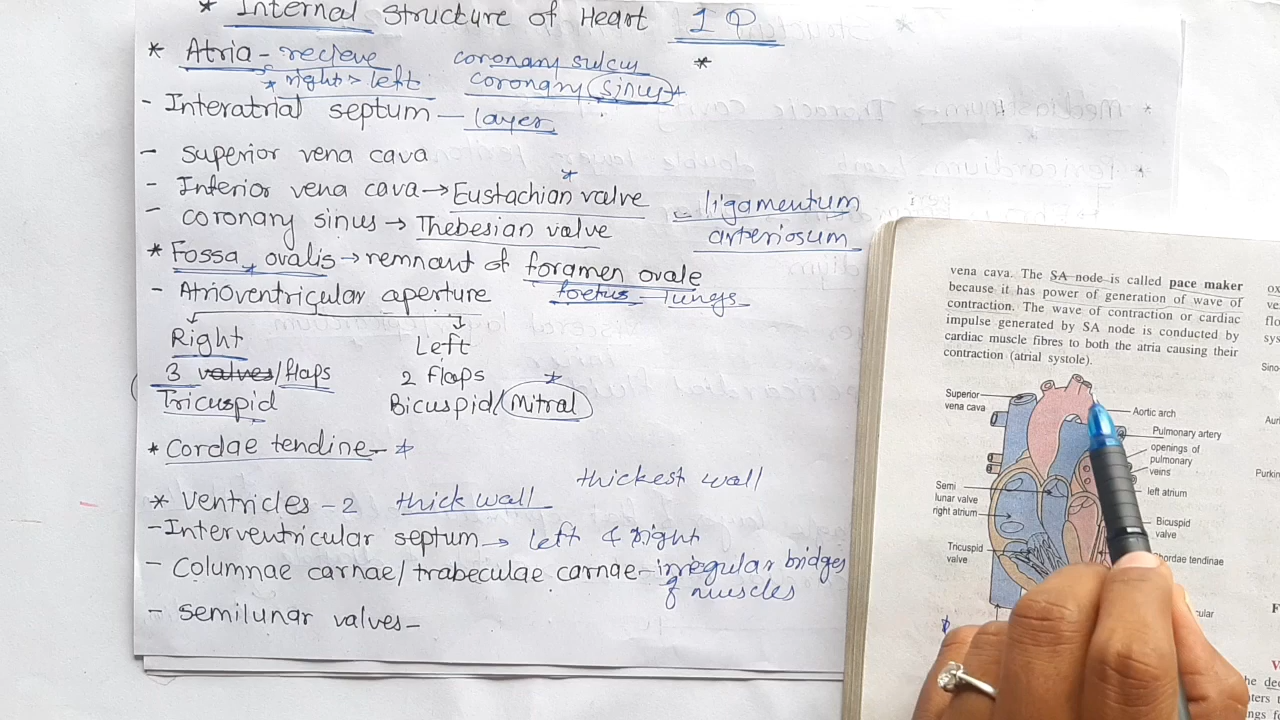 * Internal structure of Heart 1 Q
* Atria - recieve
* right > left
coronary sulcus
coronary sinus *
*
- Interatrial septum — layer
- superior vena cava
- Inferior vena cava → Eustachian valve *
- coronary sinus → Thebesian valve
- ligamentum
arteriosum
* Fossa ovalis → remnant of foramen ovale
foetus - lungs
- Atrioventricular aperture
Right
3 valves/flaps
Tricuspid
Left
2 flaps
Bicuspid/Mitral *
* Cordae tendine - *
* ventricles - 2 thick wall
thickest wall
- Interventricular septum → left & right
- Columnae carnae/trabeculae carnae - irregular bridges
of muscles
- semilunar valves -
vena cava. The SA node is called pace maker
because it has power of generation of wave of
contraction. The wave of contraction or cardiac
impulse generated by SA node is conducted by
cardiac muscle fibres to both the atria causing their
contraction (atrial systole).
Superior
vena cava
Aortic arch
Pulmonary artery
openings of
pulmonary
veins
left atrium
Semi
lunar valve
right atrium
Bicuspid
valve
Tricuspid
valve
hordae tendinae
cular
Sino-